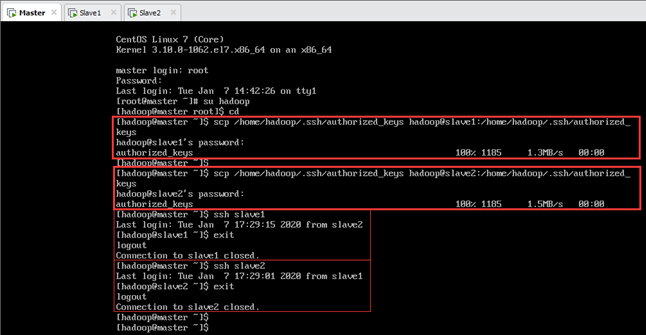 Master × Slave1 × Slave2 ×
CentOS Linux 7 (Core)
Kernel 3.10.0-1062.el7.x86_64 on an x86_64
master login: root
Password:
Last login: Tue Jan  7 14:42:26 on tty1
[root@master ~]# su hadoop
[hadoop@master root]$ cd
[hadoop@master ~]$ scp /home/hadoop/.ssh/authorized_keys hadoop@slave1:/home/hadoop/.ssh/authorized_
keys
hadoop@slave1's password:
authorized_keys 100% 1185 1.3MB/s 00:00
[hadoop@master ~]$
[hadoop@master ~]$ scp /home/hadoop/.ssh/authorized_keys hadoop@slave2:/home/hadoop/.ssh/authorized_
keys
hadoop@slave2's password:
authorized_keys 100% 1185 1.5MB/s 00:00
[hadoop@master ~]$ ssh slave1
Last login: Tue Jan  7 17:29:15 2020 from slave2
[hadoop@slave1 ~]$ exit
logout
Connection to slave1 closed.
[hadoop@master ~]$ ssh slave2
Last login: Tue Jan  7 17:29:01 2020 from slave1
[hadoop@slave2 ~]$ exit
logout
Connection to slave2 closed.
[hadoop@master ~]$
[hadoop@master ~]$